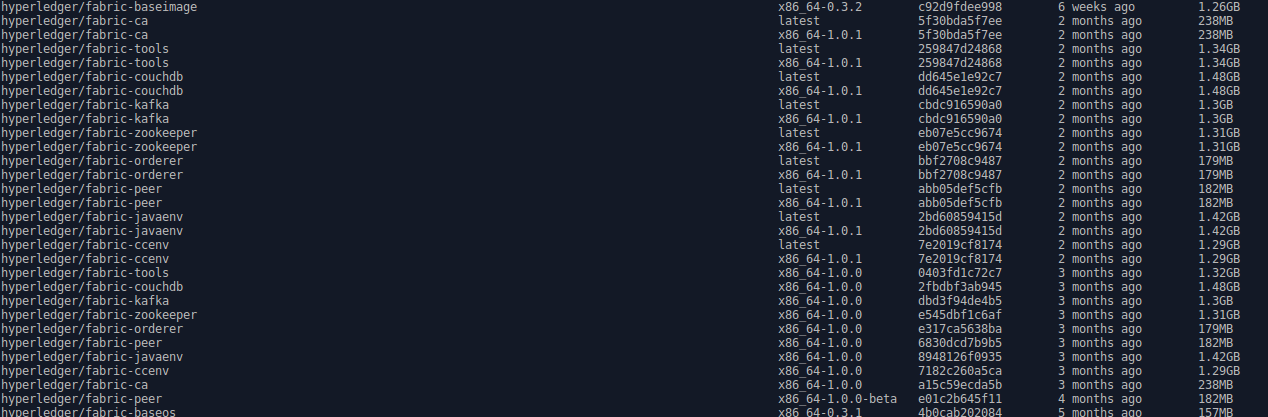 hyperledger/fabric-baseimage x86_64-0.3.2 c92d9fdee998 6 weeks ago 1.26GB
hyperledger/fabric-ca latest 5f30bda5f7ee 2 months ago 238MB
hyperledger/fabric-ca x86_64-1.0.1 5f30bda5f7ee 2 months ago 238MB
hyperledger/fabric-tools latest 259847d24868 2 months ago 1.34GB
hyperledger/fabric-tools x86_64-1.0.1 259847d24868 2 months ago 1.34GB
hyperledger/fabric-couchdb latest dd645e1e92c7 2 months ago 1.48GB
hyperledger/fabric-couchdb x86_64-1.0.1 dd645e1e92c7 2 months ago 1.48GB
hyperledger/fabric-kafka latest cbdc916590a0 2 months ago 1.3GB
hyperledger/fabric-kafka x86_64-1.0.1 cbdc916590a0 2 months ago 1.3GB
hyperledger/fabric-zookeeper latest eb07e5cc9674 2 months ago 1.31GB
hyperledger/fabric-zookeeper x86_64-1.0.1 eb07e5cc9674 2 months ago 1.31GB
hyperledger/fabric-orderer latest bbf2708c9487 2 months ago 179MB
hyperledger/fabric-orderer x86_64-1.0.1 bbf2708c9487 2 months ago 179MB
hyperledger/fabric-peer latest abb05def5cfb 2 months ago 182MB
hyperledger/fabric-peer x86_64-1.0.1 abb05def5cfb 2 months ago 182MB
hyperledger/fabric-javaenv latest 2bd60859415d 2 months ago 1.42GB
hyperledger/fabric-javaenv x86_64-1.0.1 2bd60859415d 2 months ago 1.42GB
hyperledger/fabric-ccenv latest 7e2019cf8174 2 months ago 1.29GB
hyperledger/fabric-ccenv x86_64-1.0.1 7e2019cf8174 2 months ago 1.29GB
hyperledger/fabric-tools x86_64-1.0.0 0403fd1c72c7 3 months ago 1.32GB
hyperledger/fabric-couchdb x86_64-1.0.0 2fbdbf3ab945 3 months ago 1.48GB
hyperledger/fabric-kafka x86_64-1.0.0 dbd3f94de4b5 3 months ago 1.3GB
hyperledger/fabric-zookeeper x86_64-1.0.0 e545dbf1c6af 3 months ago 1.31GB
hyperledger/fabric-orderer x86_64-1.0.0 e317ca5638ba 3 months ago 179MB
hyperledger/fabric-peer x86_64-1.0.0 6830dcd7b9b5 3 months ago 182MB
hyperledger/fabric-javaenv x86_64-1.0.0 8948126f0935 3 months ago 1.42GB
hyperledger/fabric-ccenv x86_64-1.0.0 7182c260a5ca 3 months ago 1.29GB
hyperledger/fabric-ca x86_64-1.0.0 a15c59ecda5b 3 months ago 238MB
hyperledger/fabric-peer x86_64-1.0.0-beta e01c2b645f11 4 months ago 182MB
hyperledger/fabric-baseos x86_64-0.3.1 4b0cab202084 5 months ago 157MB